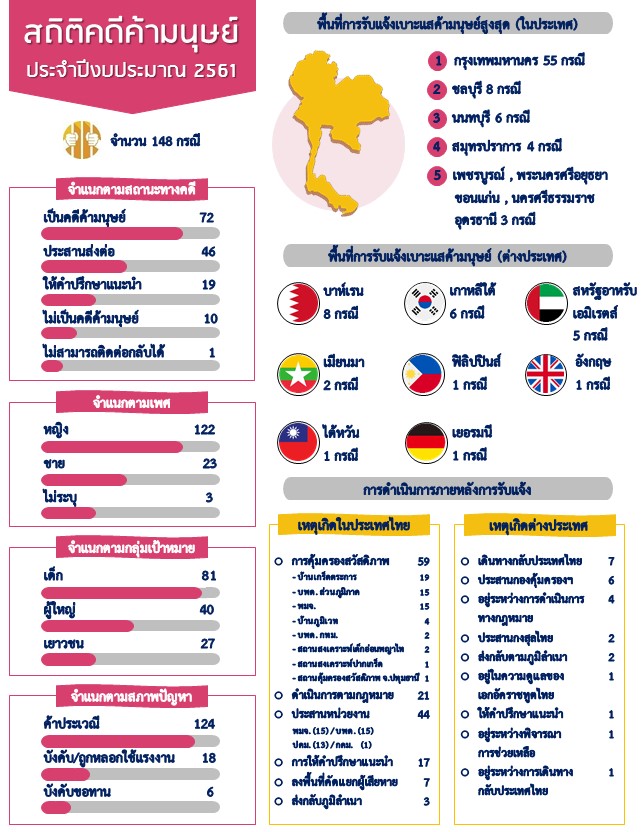 สถิติคดีค้ามนุษย์
ประจำปีงบประมาณ 2561
จำนวน 148 กรณี
จำแนกตามสถานะทางคดี
เป็นคดีค้ามนุษย์ 72
ประสานส่งต่อ 46
ให้คำปรึกษาแนะนำ 19
ไม่เป็นคดีค้ามนุษย์ 10
ไม่สามารถติดต่อกลับได้ 1
จำแนกตามเพศ
หญิง 122
ชาย 23
ไม่ระบุ 3
จำแนกตามกลุ่มเป้าหมาย
เด็ก 81
ผู้ใหญ่ 40
เยาวชน 27
จำแนกตามสภาพปัญหา
ค้าประเวณี 124
บังคับ/ถูกหลอกใช้แรงงาน 18
บังคับขอทาน 6
พื้นที่การรับแจ้งเบาะแสค้ามนุษย์สูงสุด (ในประเทศ)
1 กรุงเทพมหานคร 55 กรณี
2 ชลบุรี 8 กรณี
3 นนทบุรี 6 กรณี
4 สมุทรปราการ 4 กรณี
5 เพชรบูรณ์ , พระนครศรีอยุธยา
ขอนแก่น , นครศรีธรรมราช
อุดรธานี 3 กรณี
พื้นที่การรับแจ้งเบาะแสค้ามนุษย์ (ต่างประเทศ)
บาห์เรน
8 กรณี
เกาหลีใต้
6 กรณี
สหรัฐอาหรับ
เอมิเรตส์
5 กรณี
เมียนมา
2 กรณี
ฟิลิปปินส์
1 กรณี
อังกฤษ
1 กรณี
ไต้หวัน
1 กรณี
เยอรมนี
1 กรณี
การดำเนินการภายหลังการรับแจ้ง
เหตุเกิดในประเทศไทย
การคุ้มครองสวัสดิภาพ 59
- บ้านเกร็ดตระการ 19
- บพด. ส่วนภูมิภาค 15
- พมจ. 15
- บ้านภูมิเวท 4
- บพด. กทม. 2
- สถานสงเคราะห์เด็กอ่อนพญาไท 2
- สถานสงเคราะห์ปากเกร็ด 1
- สถานคุ้มครองสวัสดิภาพ จ.ปทุมธานี 1
ดำเนินการตามกฎหมาย 21
ประสานหน่วยงาน 44
พมจ. (15) / บพด. (15)
ปคม. (13) / กคม. (1)
การให้คำปรึกษาแนะนำ 17
ลงพื้นที่คัดแยกผู้เสียหาย 7
ส่งกลับภูมิลำเนา 3
เหตุเกิดต่างประเทศ
เดินทางกลับประเทศไทย 7
ประสานกองคุ้มครองฯ 6
อยู่ระหว่างการดำเนินการ 4
ทางกฎหมาย
ประสานกงสุลไทย 2
ส่งกลับตามภูมิลำเนา 2
อยู่ในความดูแลของ 1
เอกอัครราชทูตไทย
ให้คำปรึกษาแนะนำ 1
อยู่ระหว่างพิจารณา 1
การช่วยเหลือ
อยู่ระหว่างการเดินทาง 1
กลับประเทศไทย